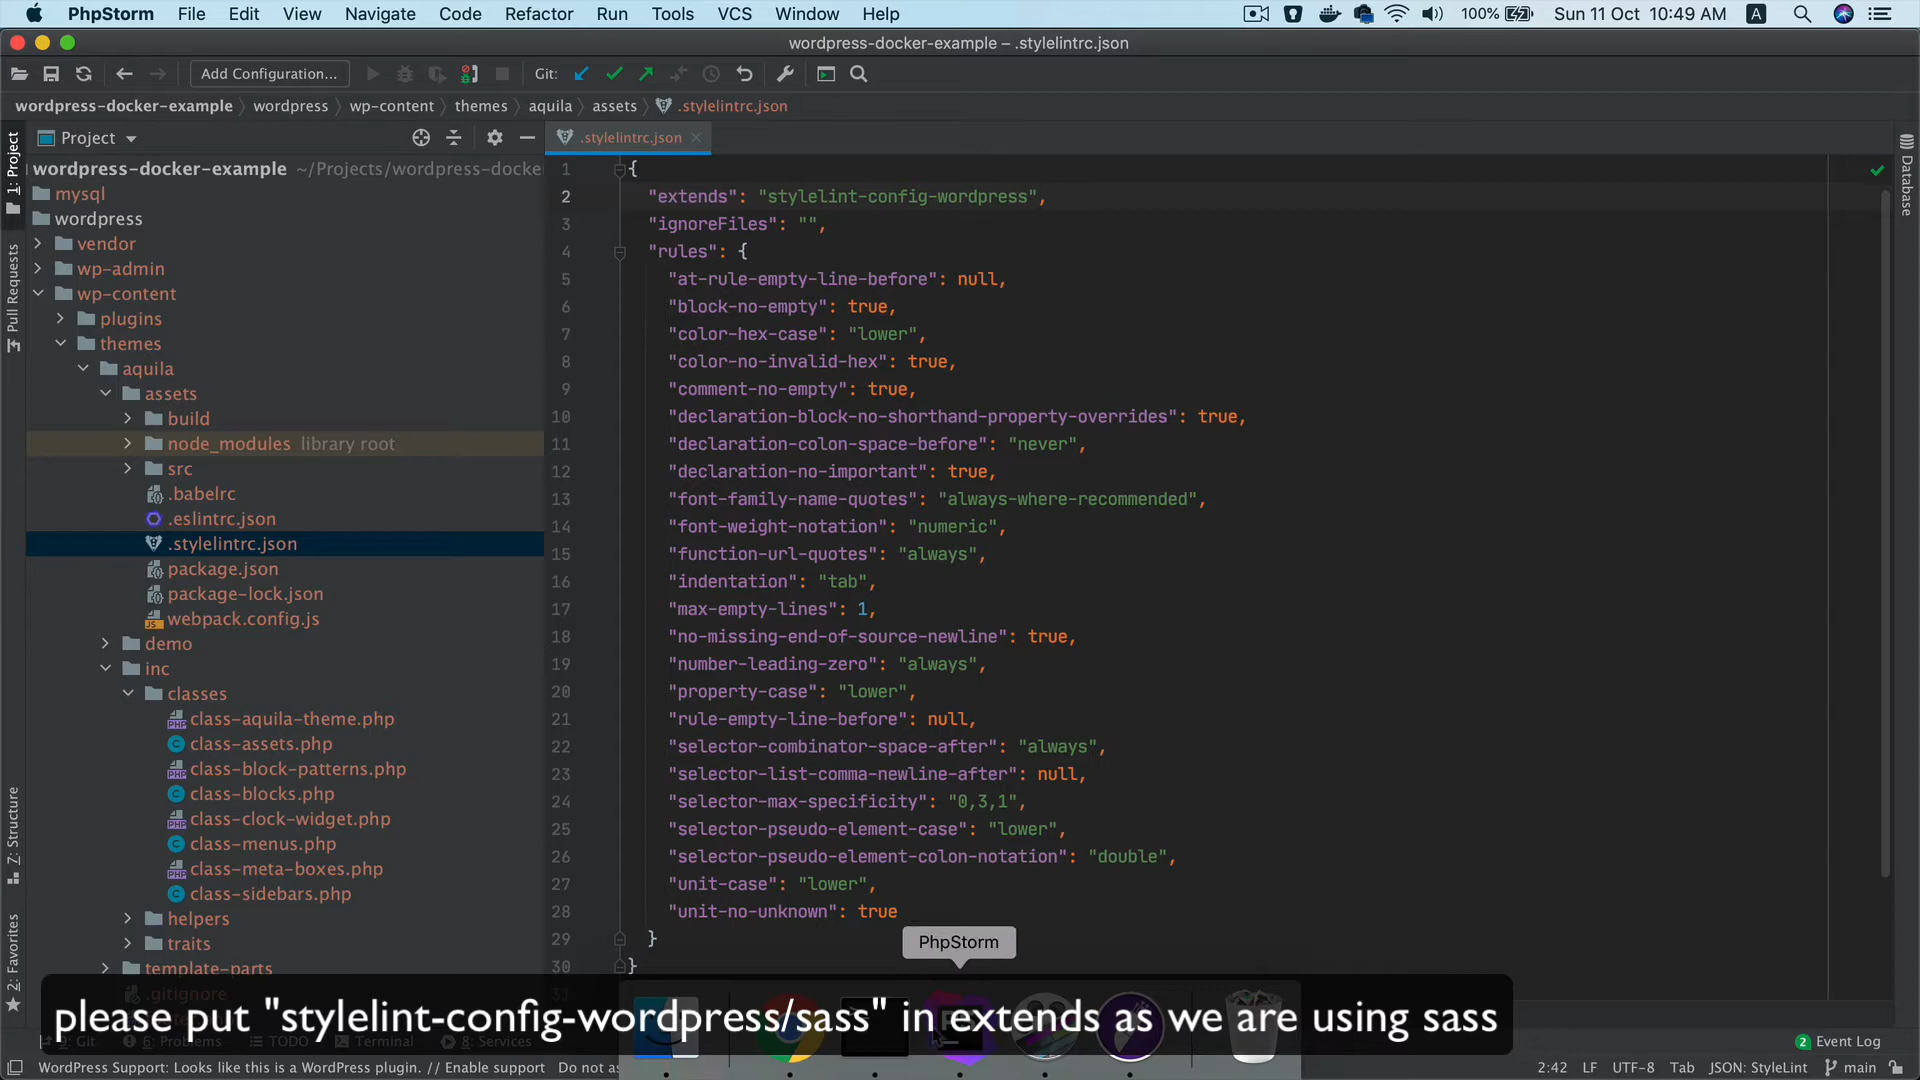 PhpStorm File Edit View Navigate Code Refactor Run Tools VCS Window Help 100% Sun 11 Oct 10:49 AM A
wordpress-docker-example – .stylelintrc.json
Add Configuration... Git:
wordpress-docker-example wordpress wp-content themes aquila assets .stylelintrc.json
Project
.stylelintrc.json
1: Project
Pull Requests
Z: Structure
2: Favorites
Database
wordpress-docker-example ~/Projects/wordpress-docke
mysql
wordpress
vendor
wp-admin
wp-content
plugins
themes
aquila
assets
build
node_modules library root
src
.babelrc
.eslintrc.json
.stylelintrc.json
package.json
package-lock.json
webpack.config.js
demo
inc
classes
class-aquila-theme.php
class-assets.php
class-block-patterns.php
class-blocks.php
class-clock-widget.php
class-menus.php
class-meta-boxes.php
class-sidebars.php
helpers
traits
template-parts
.gitignore
1 {
2 "extends": "stylelint-config-wordpress",
3 "ignoreFiles": "",
4 "rules": {
5 "at-rule-empty-line-before": null,
6 "block-no-empty": true,
7 "color-hex-case": "lower",
8 "color-no-invalid-hex": true,
9 "comment-no-empty": true,
10 "declaration-block-no-shorthand-property-overrides": true,
11 "declaration-colon-space-before": "never",
12 "declaration-no-important": true,
13 "font-family-name-quotes": "always-where-recommended",
14 "font-weight-notation": "numeric",
15 "function-url-quotes": "always",
16 "indentation": "tab",
17 "max-empty-lines": 1,
18 "no-missing-end-of-source-newline": true,
19 "number-leading-zero": "always",
20 "property-case": "lower",
21 "rule-empty-line-before": null,
22 "selector-combinator-space-after": "always",
23 "selector-list-comma-newline-after": null,
24 "selector-max-specificity": "0,3,1",
25 "selector-pseudo-element-case": "lower",
26 "selector-pseudo-element-colon-notation": "double",
27 "unit-case": "lower",
28 "unit-no-unknown": true
29 }
30 }
31
PhpStorm
please put "stylelint-config-wordpress/sass" in extends as we are using sass
9: Git 6: Problems TODO Terminal 8: Services 2 Event Log
WordPress Support: Looks like this is a WordPress plugin. // Enable support Do not as 2:42 LF UTF-8 Tab JSON: StyleLint main